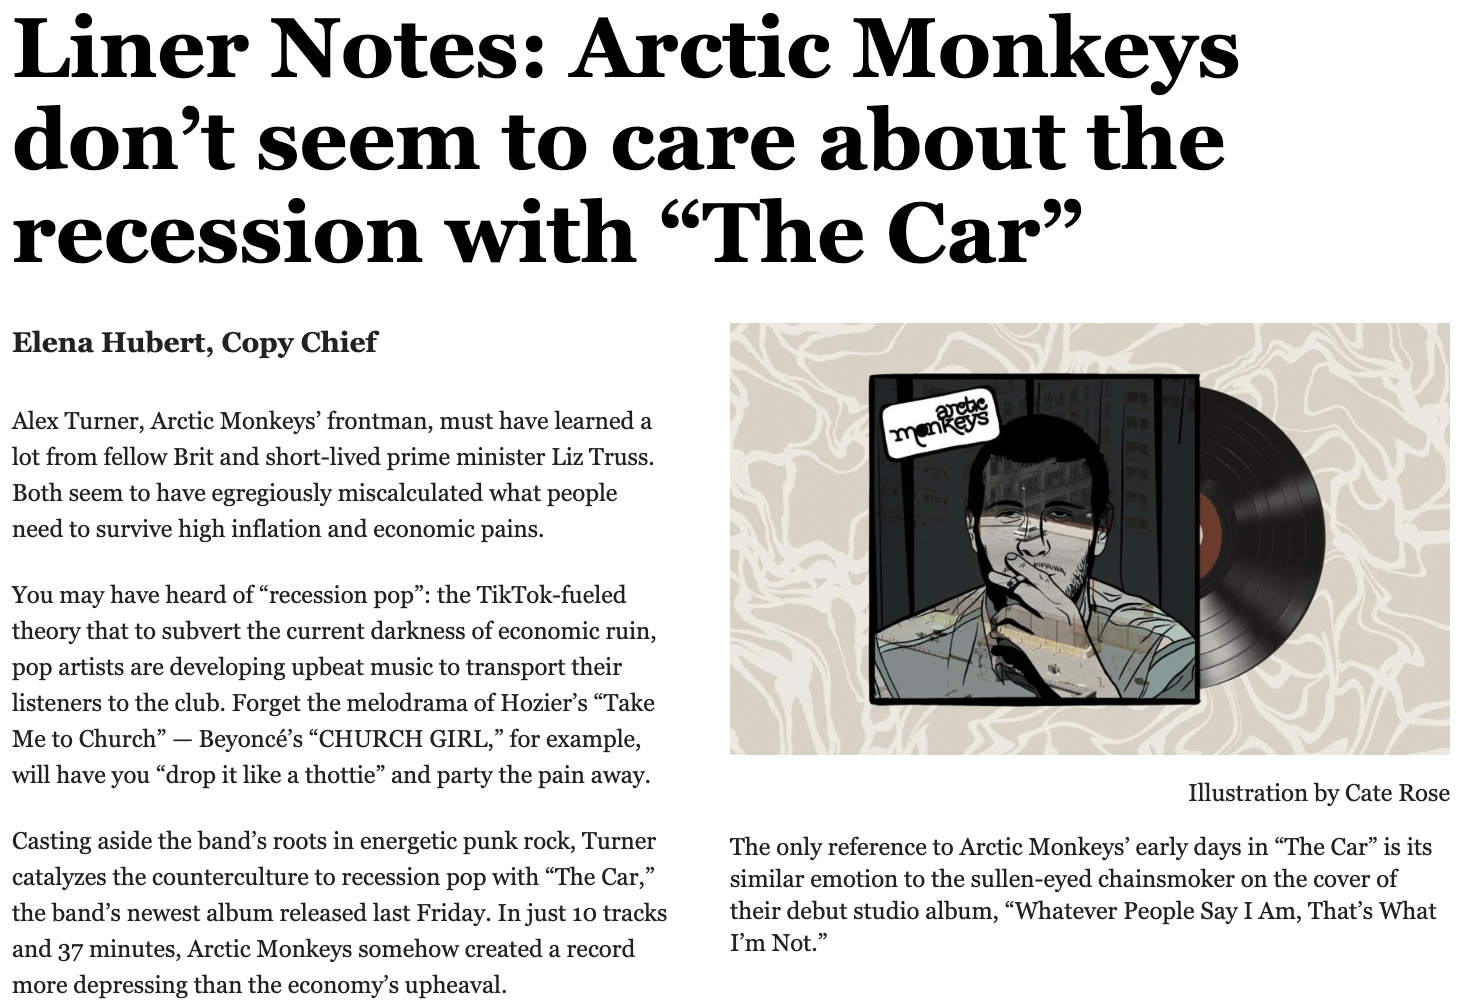 Liner Notes: Arctic Monkeys
don’t seem to care about the
recession with “The Car”
Elena Hubert, Copy Chief
Alex Turner, Arctic Monkeys’ frontman, must have learned a
lot from fellow Brit and short-lived prime minister Liz Truss.
Both seem to have egregiously miscalculated what people
need to survive high inflation and economic pains.
You may have heard of “recession pop”: the TikTok-fueled
theory that to subvert the current darkness of economic ruin,
pop artists are developing upbeat music to transport their
listeners to the club. Forget the melodrama of Hozier’s “Take
Me to Church” — Beyoncé’s “CHURCH GIRL,” for example,
will have you “drop it like a thottie” and party the pain away.
Casting aside the band’s roots in energetic punk rock, Turner
catalyzes the counterculture to recession pop with “The Car,”
the band’s newest album released last Friday. In just 10 tracks
and 37 minutes, Arctic Monkeys somehow created a record
more depressing than the economy’s upheaval.
arctic
monkeys
Illustration by Cate Rose
The only reference to Arctic Monkeys’ early days in “The Car” is its
similar emotion to the sullen-eyed chainsmoker on the cover of
their debut studio album, “Whatever People Say I Am, That’s What
I’m Not.”